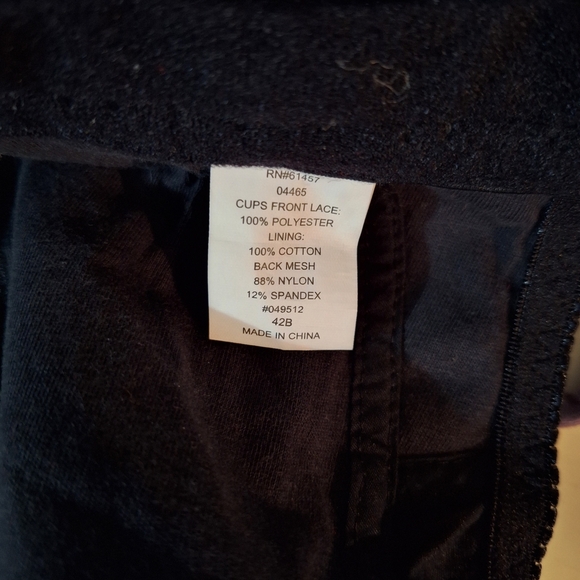 RN#61457
04465
CUPS FRONT LACE:
100% POLYESTER
LINING:
100% COTTON
BACK MESH
88% NYLON
12% SPANDEX
#049512
42B
MADE IN CHINA